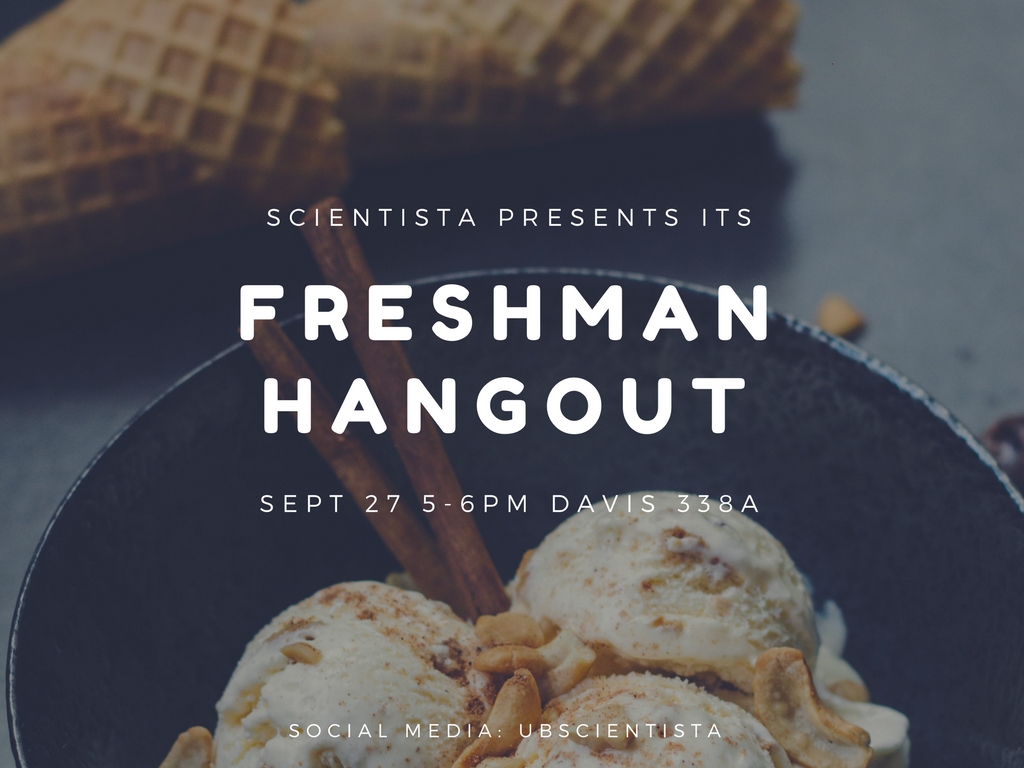 SCIENTISTA PRESENTS ITS
FRESHMAN
HANGOUT
SEPT 27 5-6PM DAVIS 338A
SOCIAL MEDIA: UBSCIENTISTA